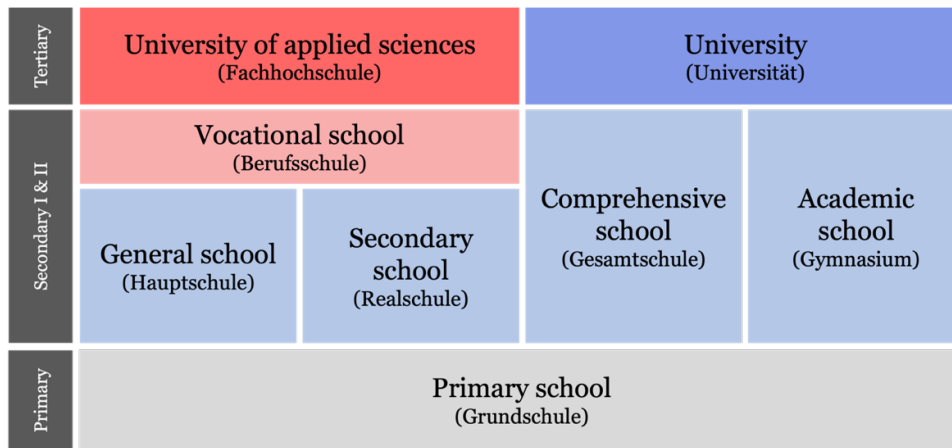 Tertiary
University of applied sciences
(Fachhochschule)
University
(Universität)
Secondary I & II
Vocational school
(Berufsschule)
General school
(Hauptschule)
Secondary
school
(Realschule)
Comprehensive
school
(Gesamtschule)
Academic
school
(Gymnasium)
Primary
Primary school
(Grundschule)